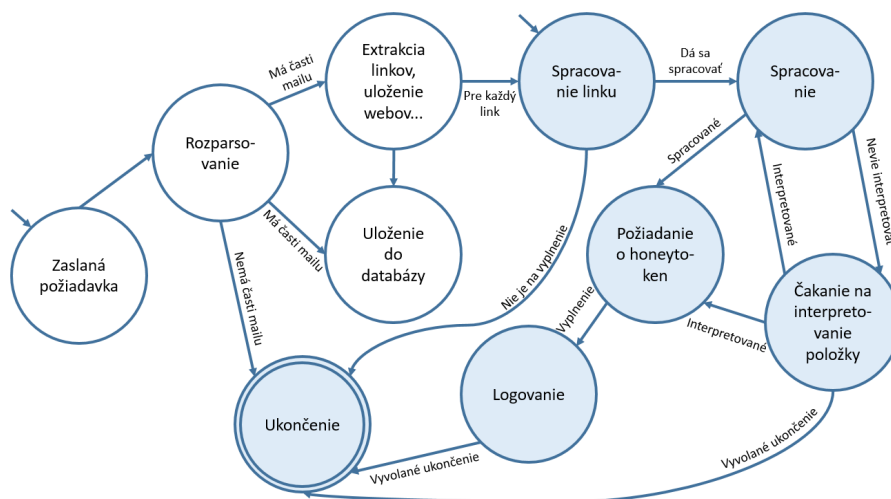 Extrakcia
linkov,
uloženie
webov...
Má časti
mailu
Pre každý
link
Spracova-
nie linku
Dá sa
spracovať
Spracova-
nie
Rozparso-
vanie
Spracované
Nevie interpretovať
Interpretované
Má časti mailu
Uloženie
do
databázy
Nie je na vyplnenie
Požiadanie
o honeyto-
ken
Zaslaná
požiadavka
Nemá časti mailu
Vyplnenie
Interpretované
Čakanie na
interpreto-
vanie
položky
Ukončenie
Logovanie
Vyvolané ukončenie
Vyvolané ukončenie